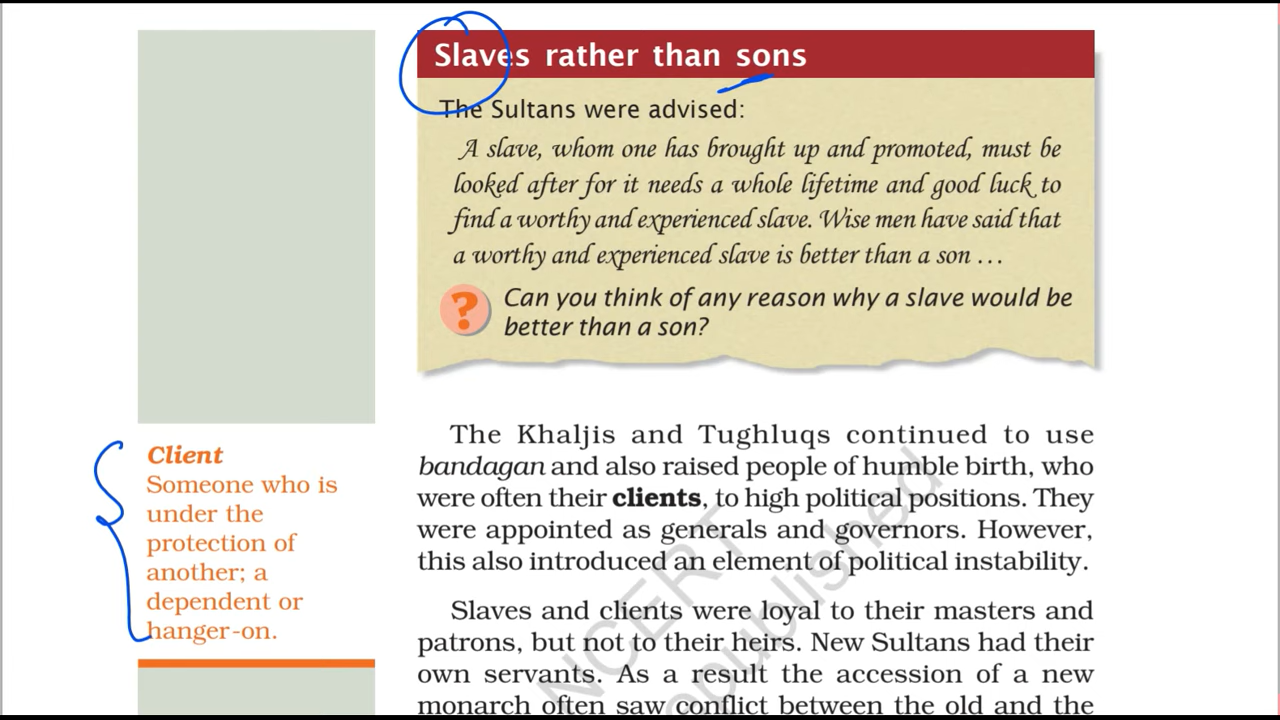 Slaves rather than sons
The Sultans were advised:
A slave, whom one has brought up and promoted, must be
looked after for it needs a whole lifetime and good luck to
find a worthy and experienced slave. Wise men have said that
a worthy and experienced slave is better than a son ...
? Can you think of any reason why a slave would be
better than a son?
Client
Someone who is
under the
protection of
another; a
dependent or
hanger-on.
The Khaljis and Tughluqs continued to use
bandagan and also raised people of humble birth, who
were often their clients, to high political positions. They
were appointed as generals and governors. However,
this also introduced an element of political instability.
Slaves and clients were loyal to their masters and
patrons, but not to their heirs. New Sultans had their
own servants. As a result the accession of a new
monarch often saw conflict between the old and the
NCERT